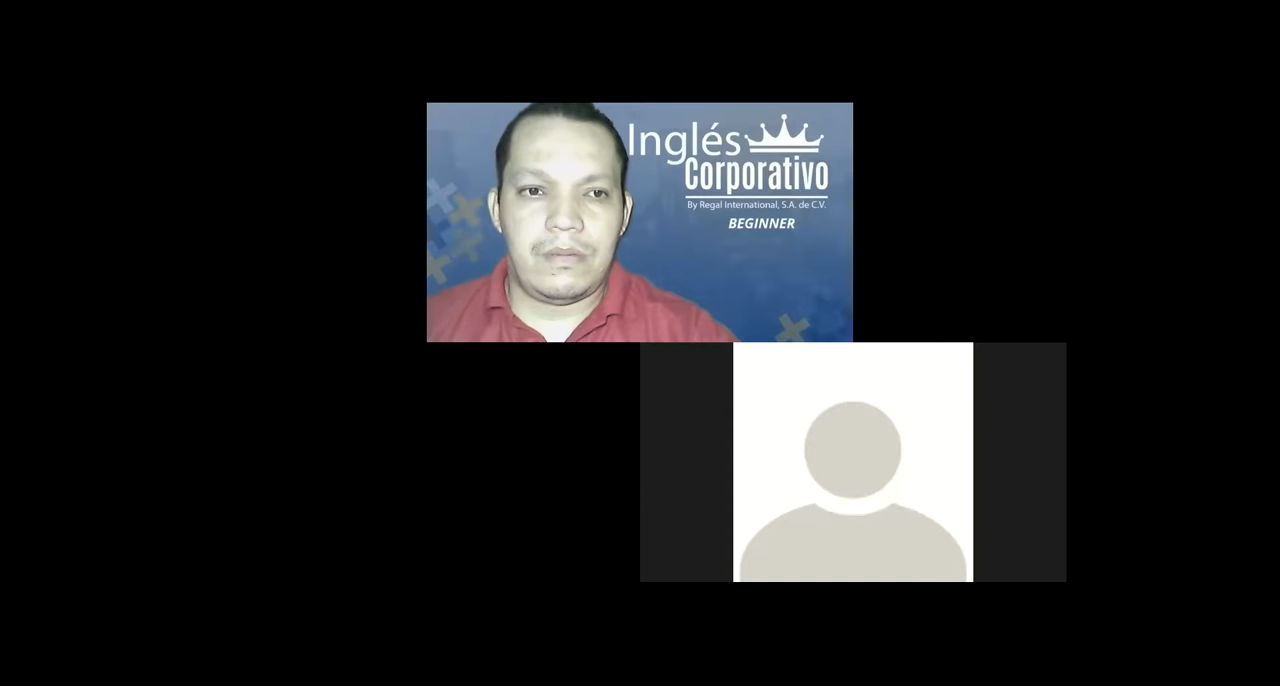 Inglés
Corporativo
By Regal International, S.A. de C.V.
BEGINNER